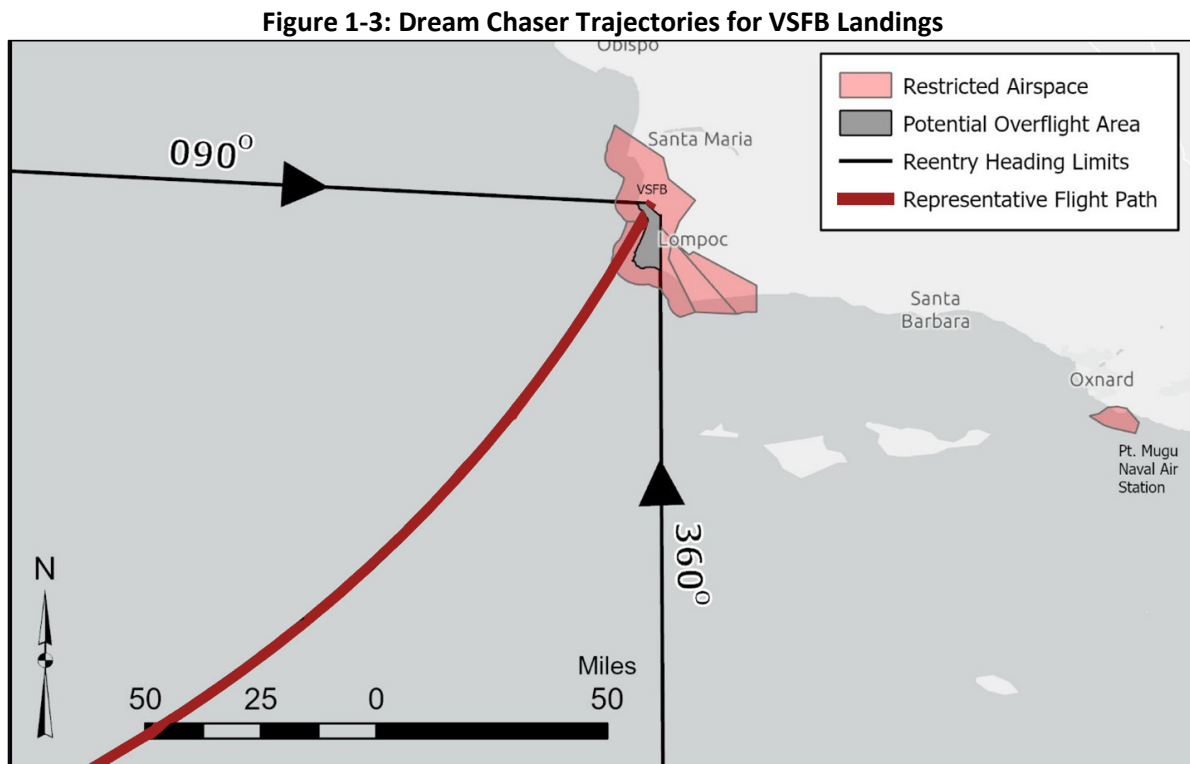 Figure 1-3: Dream Chaser Trajectories for VSFB Landings
Obispo
Restricted Airspace
Potential Overflight Area
Reentry Heading Limits
Representative Flight Path
Santa Maria
090°
VSFB
Lompoc
Santa
Barbara
Oxnard
Pt. Mugu
Naval Air
Station
360°
N
Miles
50 25 0 50